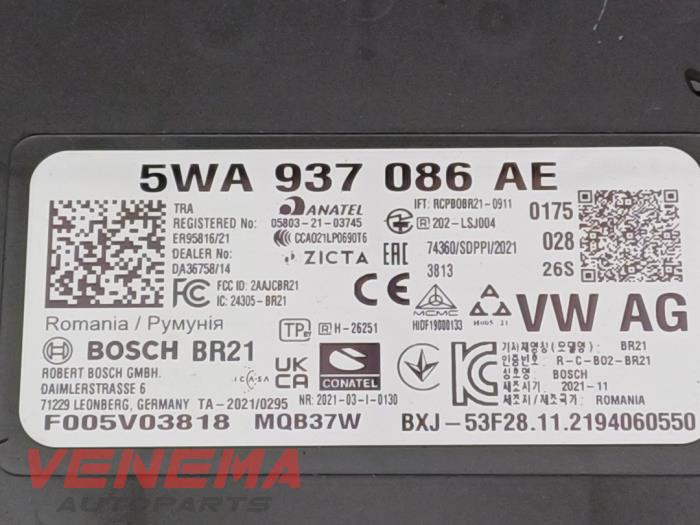 5WA 937 086 AE
TRA
REGISTERED No:
ER95816/21
DEALER No:
DA36758/14
ANATEL
05803-21-03745
CCAO21LP0690T6
ZICTA
IFT: RCPBOBR21-0911
R 202-LSJ004
EAC 74360/SDPPI/2021
3813
0175
028
26S
FC FCC ID: 2AAJCBR21
IC: 24305-BR21
CE
MCMC
HIDF19000133
VW AG
Romania / Румунія
TP R H-26251
BOSCH BR21
ROBERT BOSCH GMBH.
DAIMLERSTRASSE 6
71229 LEONBERG, GERMANY TA-2021/0295
ICASA
UK CA
CONATEL
NR: 2021-03-I-0130
기자재명칭(모델명): BR21
인증번호: R-C-BO2-BR21
상호명: BOSCH
제조시기: 2021-11
제조자/제조국가: ROMANIA
F005V03818 MQB37W BXJ-53F28.11.2194060550
VENEMA
AUTOPARTS